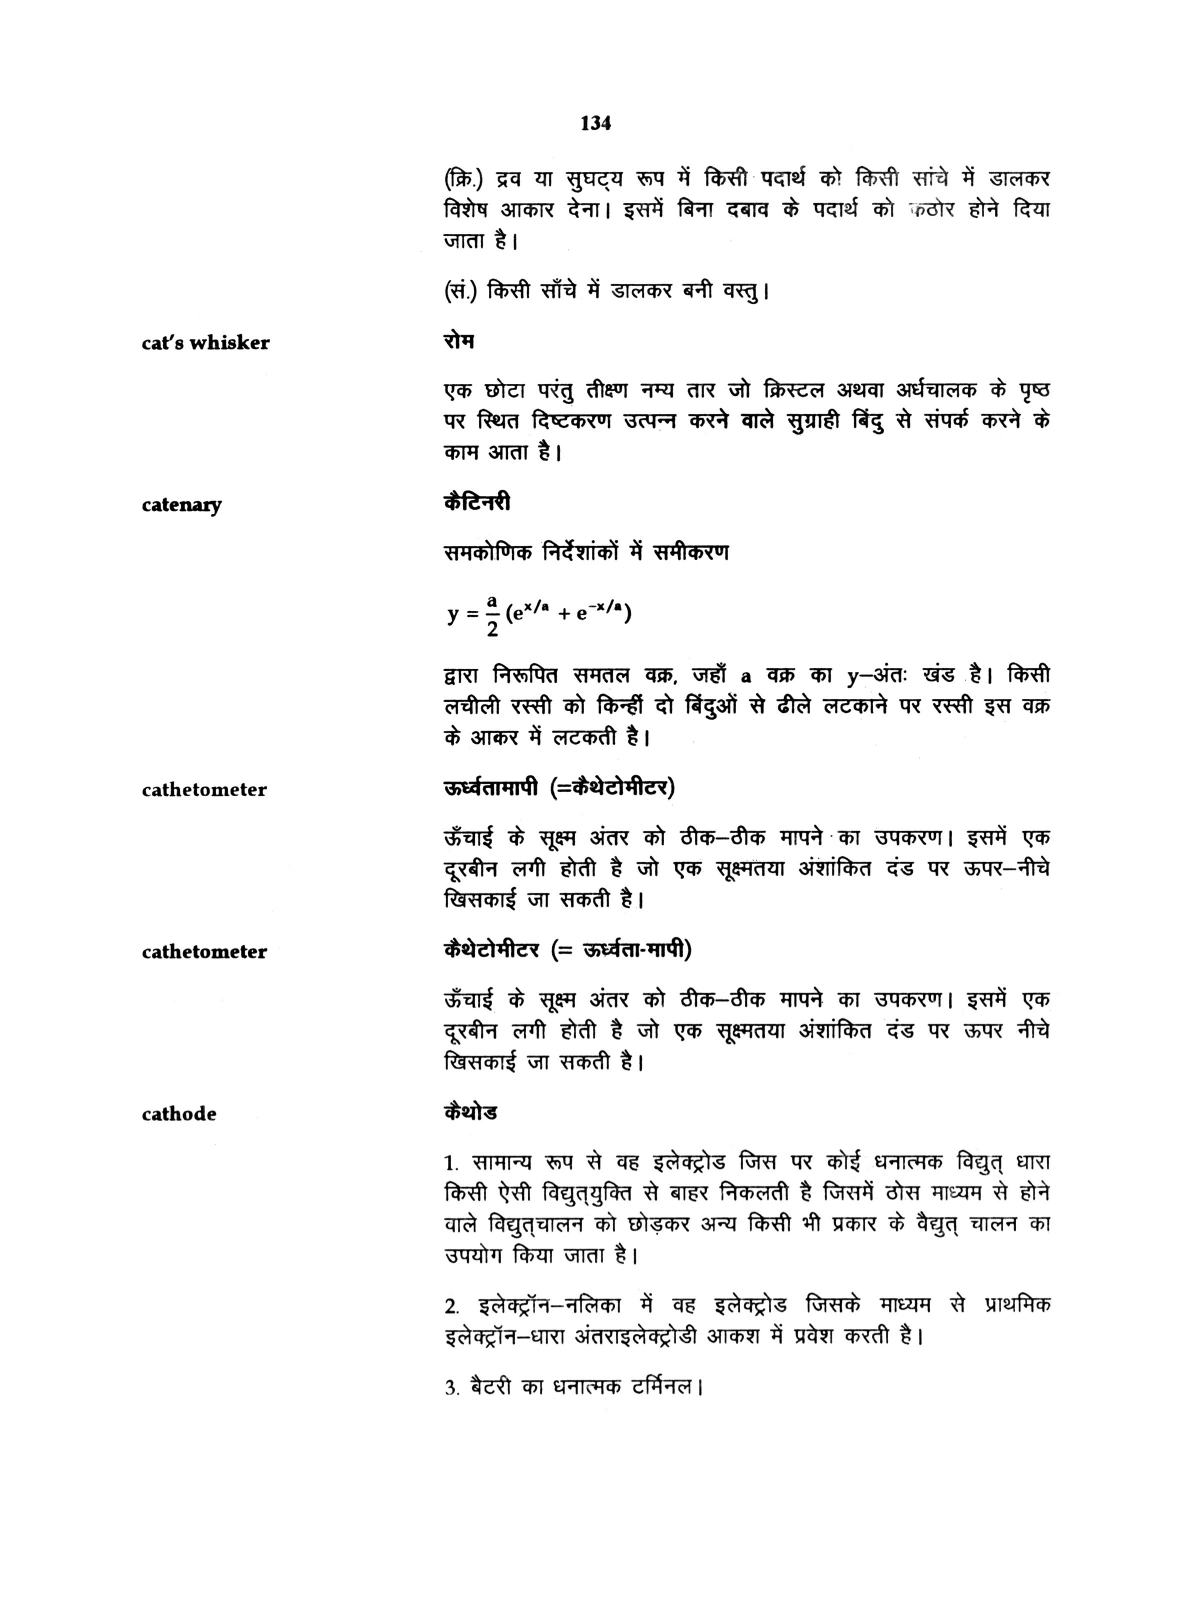 134
(क्रि.) द्रव या सुघट्य रूप में किसी पदार्थ को किसी सांचे में डालकर
विशेष आकार देना। इसमें बिना दबाव के पदार्थ को कठोर होने दिया
जाता है।
(सं.) किसी साँचे में डालकर बनी वस्तु।
cat's whisker रोम
एक छोटा परंतु तीक्ष्ण नम्य तार जो क्रिस्टल अथवा अर्धचालक के पृष्ठ
पर स्थित दिष्टकरण उत्पन्न करने वाले सुग्राही बिंदु से संपर्क करने के
काम आता है।
catenary कैटिनरी
समकोणिक निर्देशांकों में समीकरण
y = a/2 (e^x/a + e^-x/a)
द्वारा निरूपित समतल वक्र, जहाँ a वक्र का y–अंतः खंड है। किसी
लचीली रस्सी को किन्हीं दो बिंदुओं से ढीले लटकाने पर रस्सी इस वक्र
के आकर में लटकती है।
cathetometer ऊर्ध्वतामापी (=कैथेटोमीटर)
ऊँचाई के सूक्ष्म अंतर को ठीक–ठीक मापने का उपकरण। इसमें एक
दूरबीन लगी होती है जो एक सूक्ष्मतया अंशांकित दंड पर ऊपर–नीचे
खिसकाई जा सकती है।
cathetometer कैथेटोमीटर (= ऊर्ध्वता-मापी)
ऊँचाई के सूक्ष्म अंतर को ठीक–ठीक मापने का उपकरण। इसमें एक
दूरबीन लगी होती है जो एक सूक्ष्मतया अंशांकित दंड पर ऊपर नीचे
खिसकाई जा सकती है।
cathode कैथोड
1. सामान्य रूप से वह इलेक्ट्रोड जिस पर कोई धनात्मक विद्युत् धारा
किसी ऐसी विद्युत्‌युक्ति से बाहर निकलती है जिसमें ठोस माध्यम से होने
वाले विद्युत्‌चालन को छोड़कर अन्य किसी भी प्रकार के वैद्युत् चालन का
उपयोग किया जाता है।
2. इलेक्ट्रॉन–नलिका में वह इलेक्ट्रोड जिसके माध्यम से प्राथमिक
इलेक्ट्रॉन–धारा अंतराइलेक्ट्रोडी आकश में प्रवेश करती है।
3. बैटरी का धनात्मक टर्मिनल।